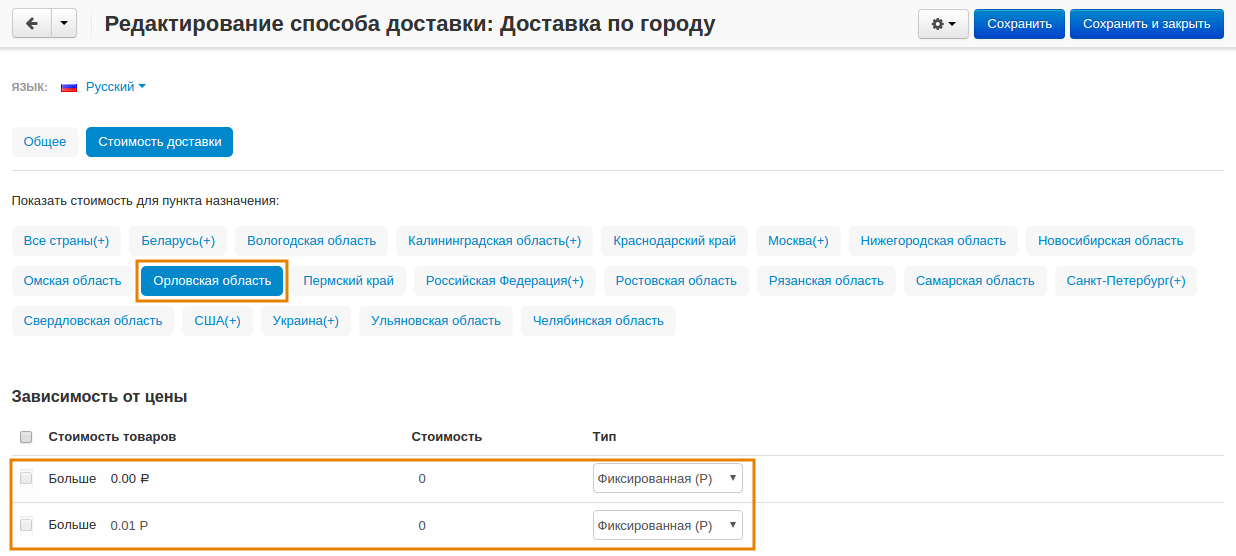 Редактирование способа доставки: Доставка по городу
Сохранить
Сохранить и закрыть
ЯЗЫК: Русский
Общее
Стоимость доставки
Показать стоимость для пункта назначения:
Все страны(+) Беларусь(+) Вологодская область Калининградская область(+) Краснодарский край Москва(+) Нижегородская область Новосибирская область
Омская область Орловская область Пермский край Российская Федерация(+) Ростовская область Рязанская область Самарская область Санкт-Петербург(+)
Свердловская область США(+) Украина(+) Ульяновская область Челябинская область
Зависимость от цены
Стоимость товаров Стоимость Тип
Больше 0.00 ₽ 0 Фиксированная (Р)
Больше 0.01 Р 0 Фиксированная (Р)